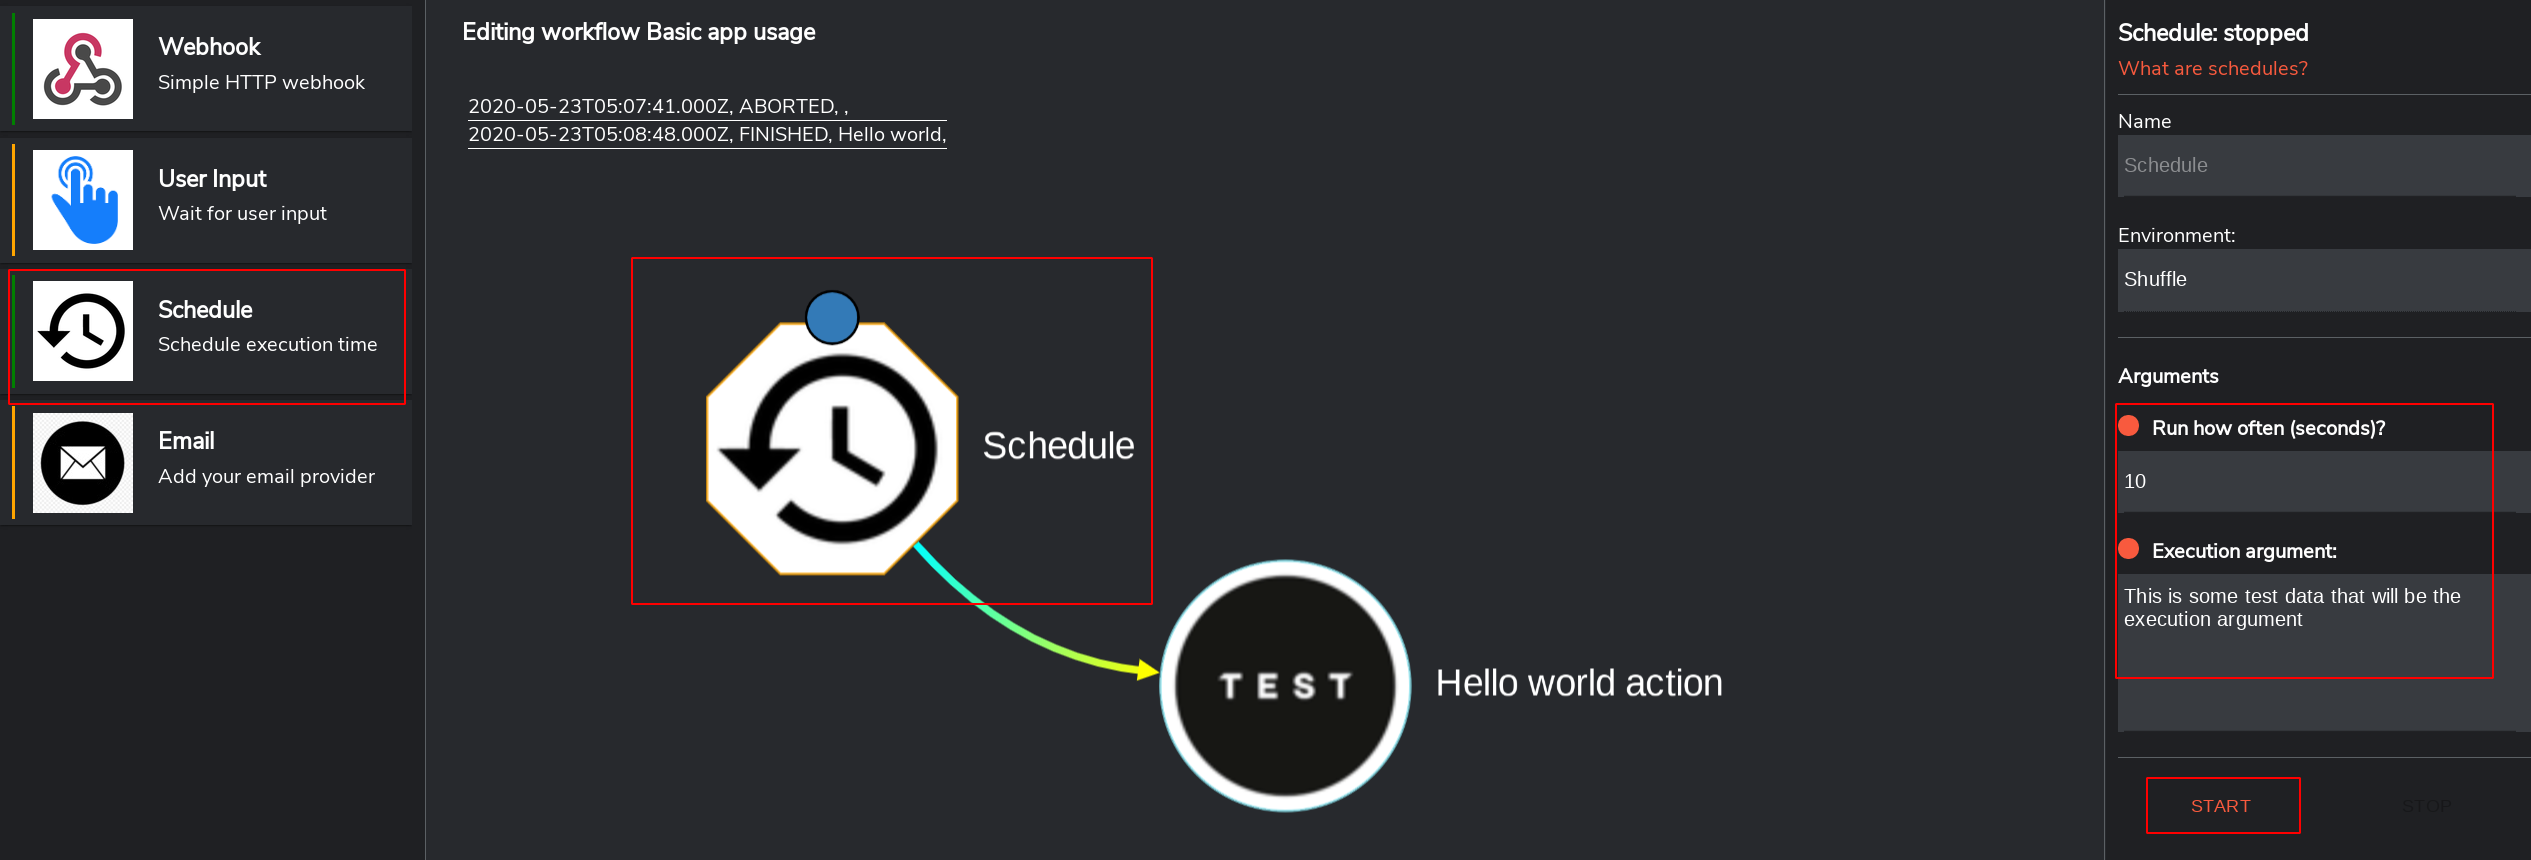 Webhook
Simple HTTP webhook
User Input
Wait for user input
Schedule
Schedule execution time
Email
Add your email provider
Editing workflow Basic app usage
2020-05-23T05:07:41.000Z, ABORTED, ,
2020-05-23T05:08:48.000Z, FINISHED, Hello world,
Schedule
TEST
Hello world action
Schedule: stopped
What are schedules?
Name
Schedule
Environment:
Shuffle
Arguments
Run how often (seconds)?
10
Execution argument:
This is some test data that will be the
execution argument
START
STOP